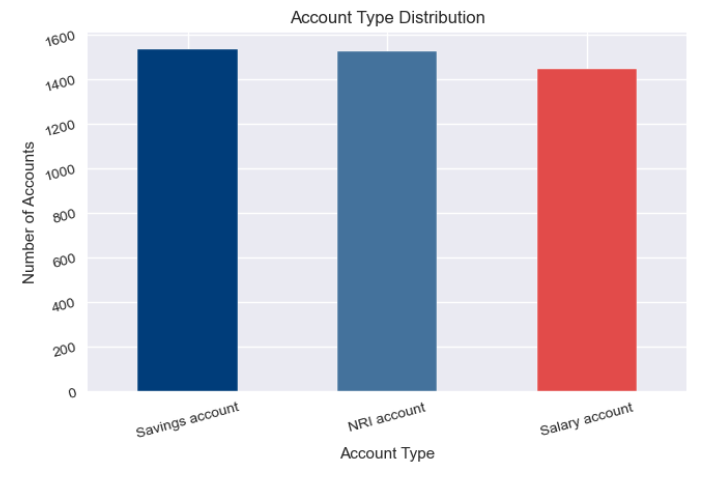 Account Type Distribution
Number of Accounts
1600
1400
1200
1000
800
600
400
200
0
Savings account
NRI account
Salary account
Account Type